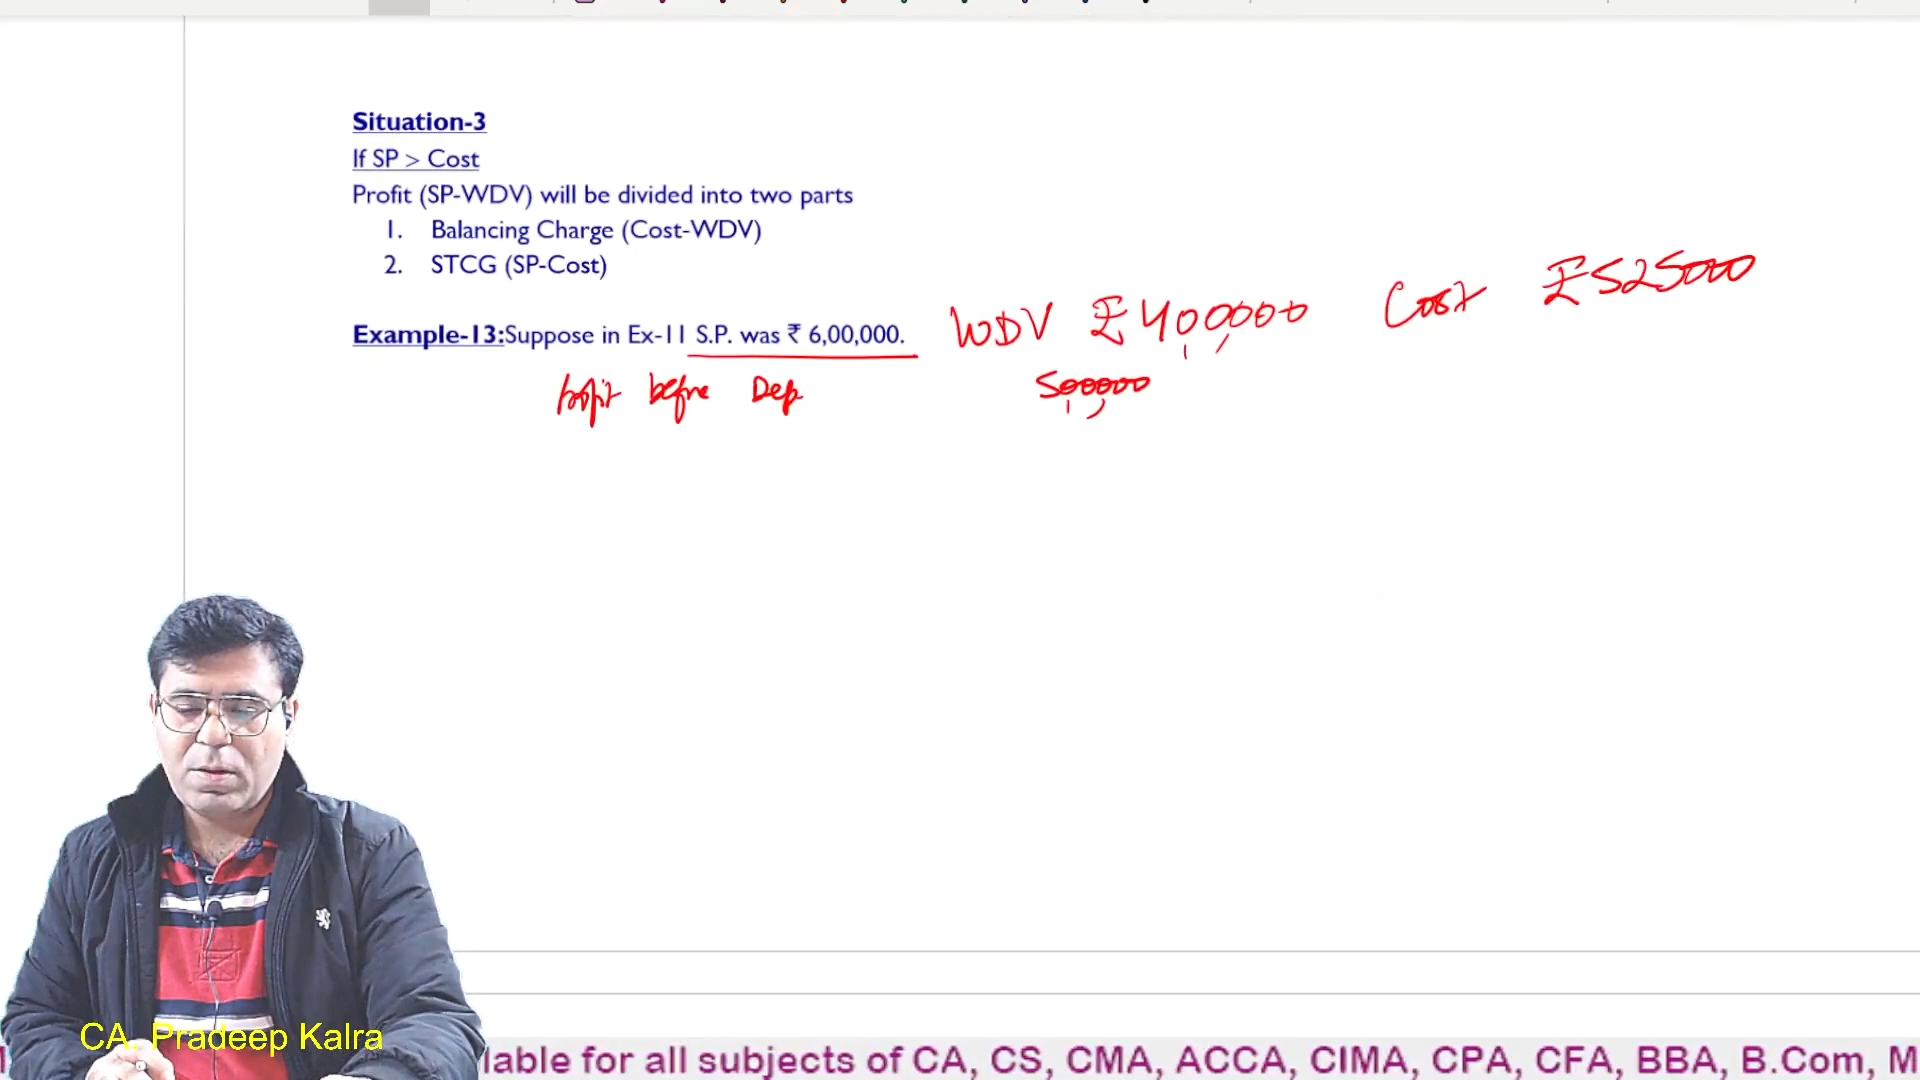 Situation-3
If SP > Cost
Profit (SP-WDV) will be divided into two parts
1. Balancing Charge (Cost-WDV)
2. STCG (SP-Cost)
Example-13:Suppose in Ex-11 S.P. was ₹ 6,00,000. WDV ₹ 4,00,000 Cost ₹ 525000
Profit before Dep 5,00,000
CA. Pradeep Kalra
lable for all subjects of CA, CS, CMA, ACCA, CIMA, CPA, CFA, BBA, B.Com, M